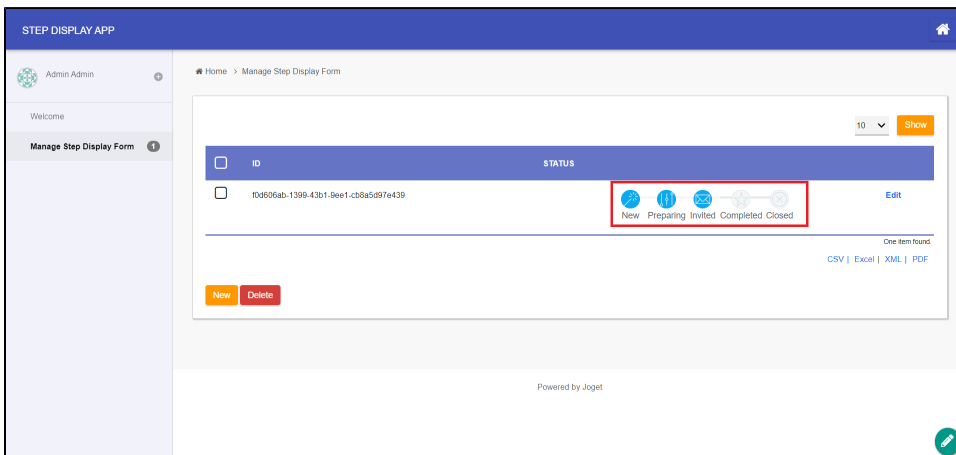 STEP DISPLAY APP
Admin Admin
Home > Manage Step Display Form
Welcome
Manage Step Display Form 1
10 Show
ID STATUS
f0d606ab-1399-43b1-9ee1-cb8a5d97e439
New Preparing Invited Completed Closed
Edit
One item found.
CSV | Excel | XML | PDF
New Delete
Powered by Joget